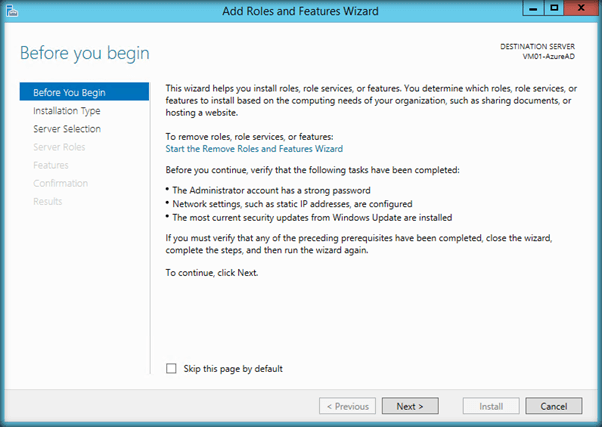 Add Roles and Features Wizard
Before you begin
DESTINATION SERVER
VM01-AzureAD
Before You Begin
Installation Type
Server Selection
Server Roles
Features
Confirmation
Results
This wizard helps you install roles, role services, or features. You determine which roles, role services, or
features to install based on the computing needs of your organization, such as sharing documents, or
hosting a website.
To remove roles, role services, or features:
Start the Remove Roles and Features Wizard
Before you continue, verify that the following tasks have been completed:
• The Administrator account has a strong password
• Network settings, such as static IP addresses, are configured
• The most current security updates from Windows Update are installed
If you must verify that any of the preceding prerequisites have been completed, close the wizard,
complete the steps, and then run the wizard again.
To continue, click Next.
Skip this page by default
< Previous
Next >
Install
Cancel